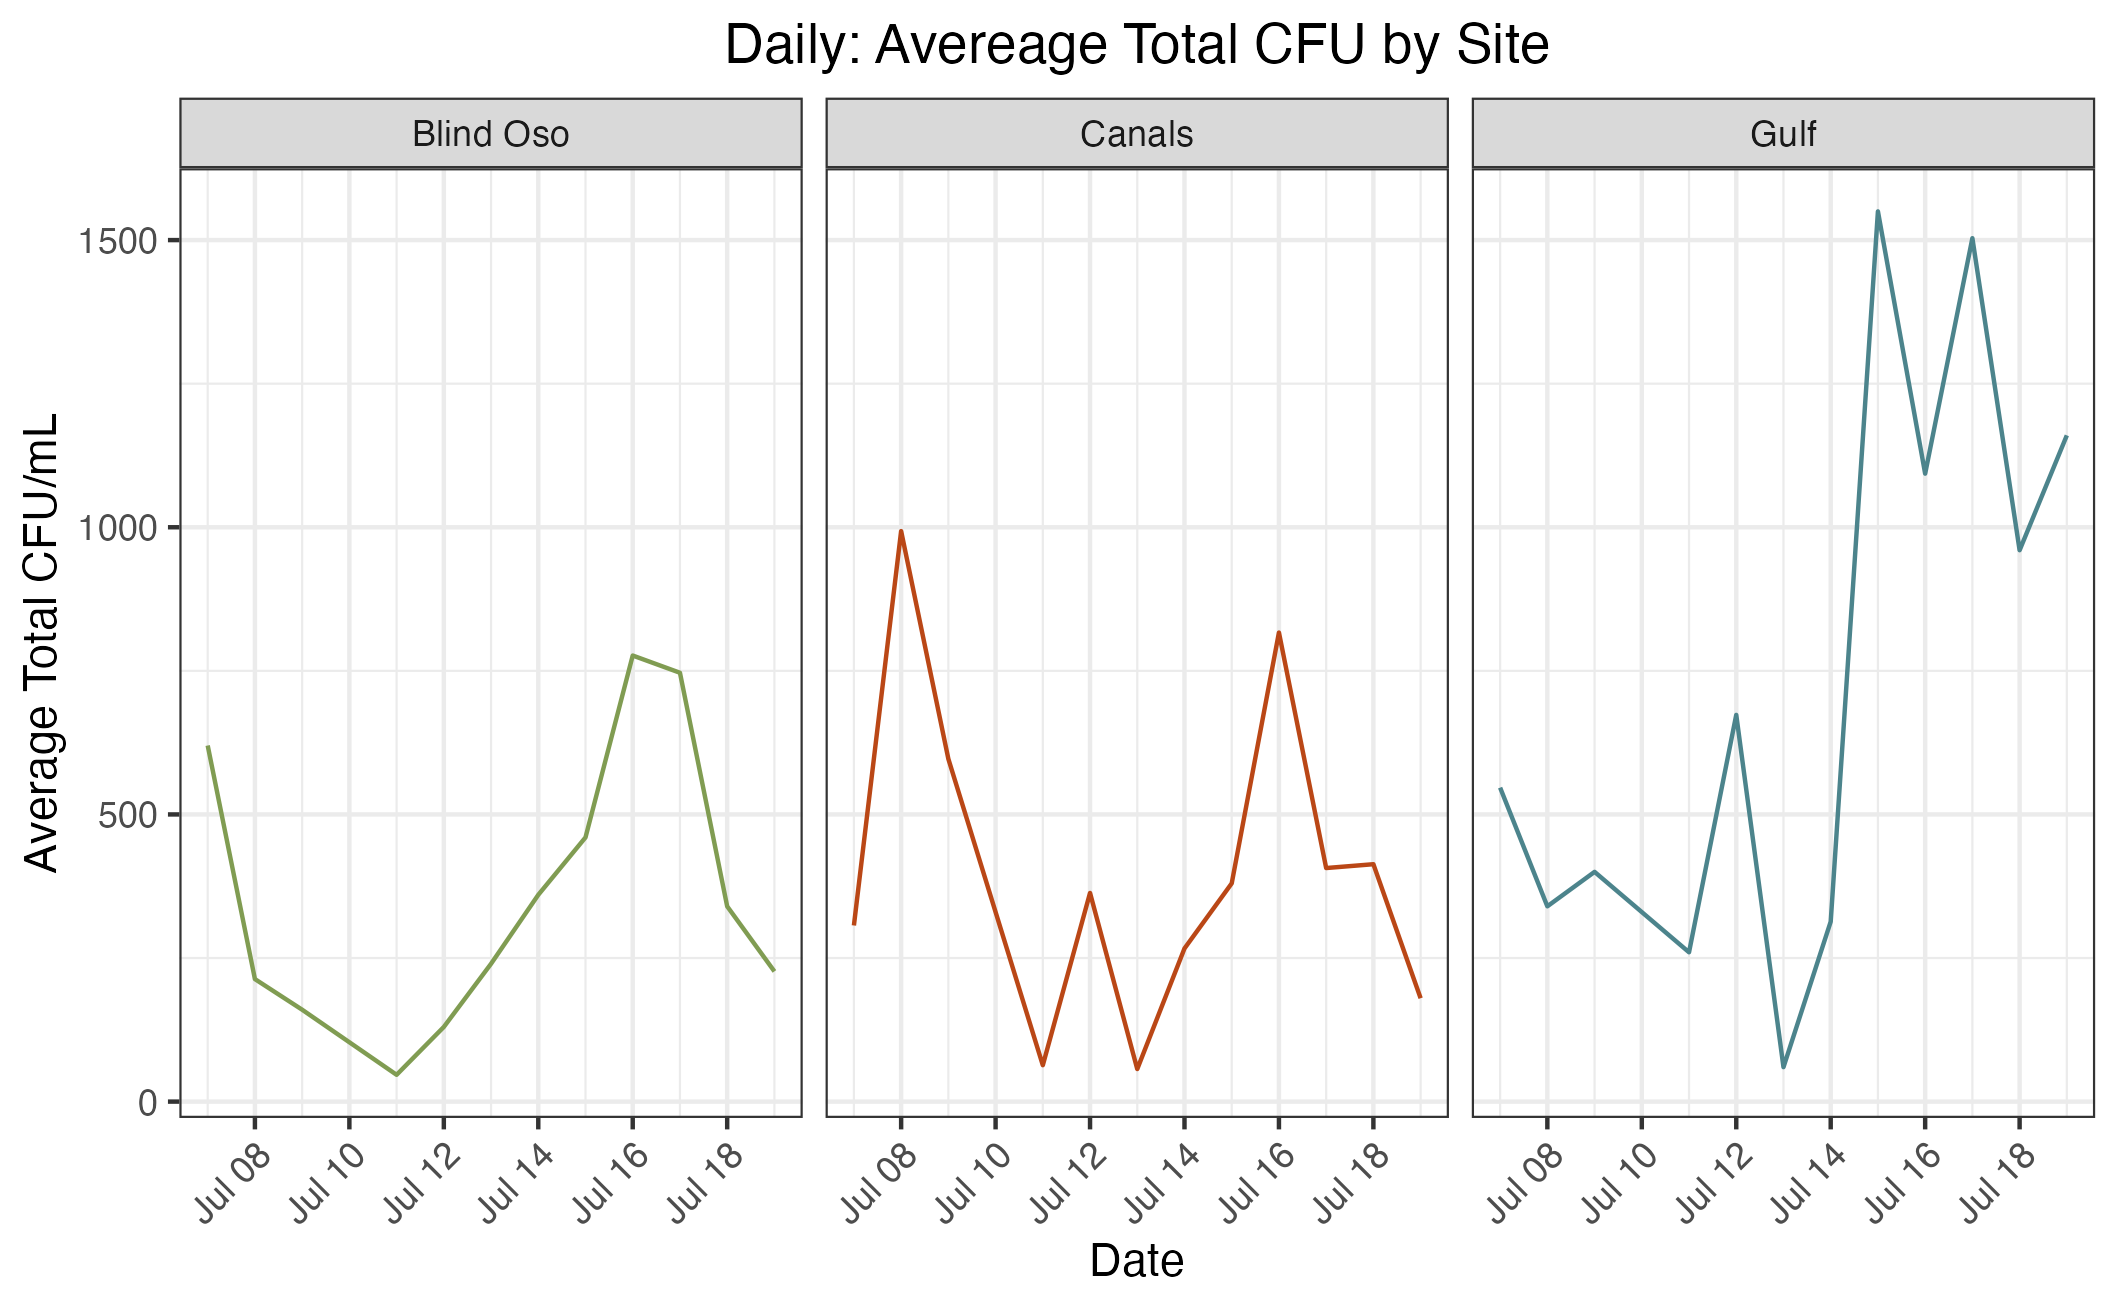 Daily: Avereage Total CFU by Site
Blind Oso Canals Gulf
Average Total CFU/mL
1500
1000
500
0
Jul 08 Jul 10 Jul 12 Jul 14 Jul 16 Jul 18 Jul 08 Jul 10 Jul 12 Jul 14 Jul 16 Jul 18 Jul 08 Jul 10 Jul 12 Jul 14 Jul 16 Jul 18
Date